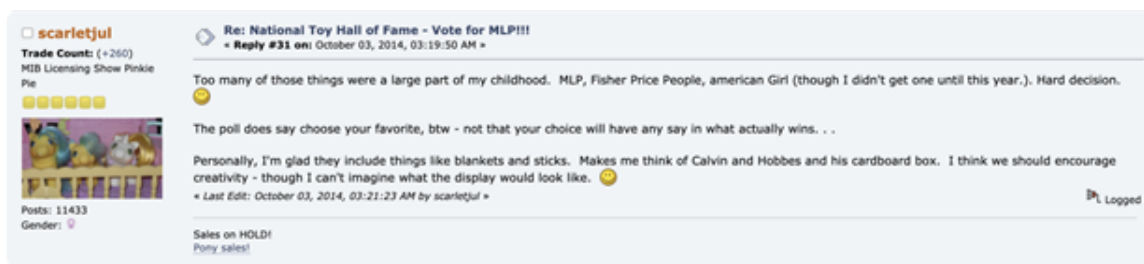 scarletjul
Trade Count: (+260)
MIB Licensing Show Pinkie
Pie
Posts: 11433
Gender:
Re: National Toy Hall of Fame - Vote for MLP!!!
« Reply #31 on: October 03, 2014, 03:19:50 AM »
Too many of those things were a large part of my childhood.  MLP, Fisher Price People, american Girl (though I didn't get one until this year.). Hard decision.
The poll does say choose your favorite, btw - not that your choice will have any say in what actually wins. . .
Personally, I'm glad they include things like blankets and sticks.  Makes me think of Calvin and Hobbes and his cardboard box.  I think we should encourage
creativity - though I can't imagine what the display would look like.
« Last Edit: October 03, 2014, 03:21:23 AM by scarletjul »
Logged
Sales on HOLD!
Pony sales!